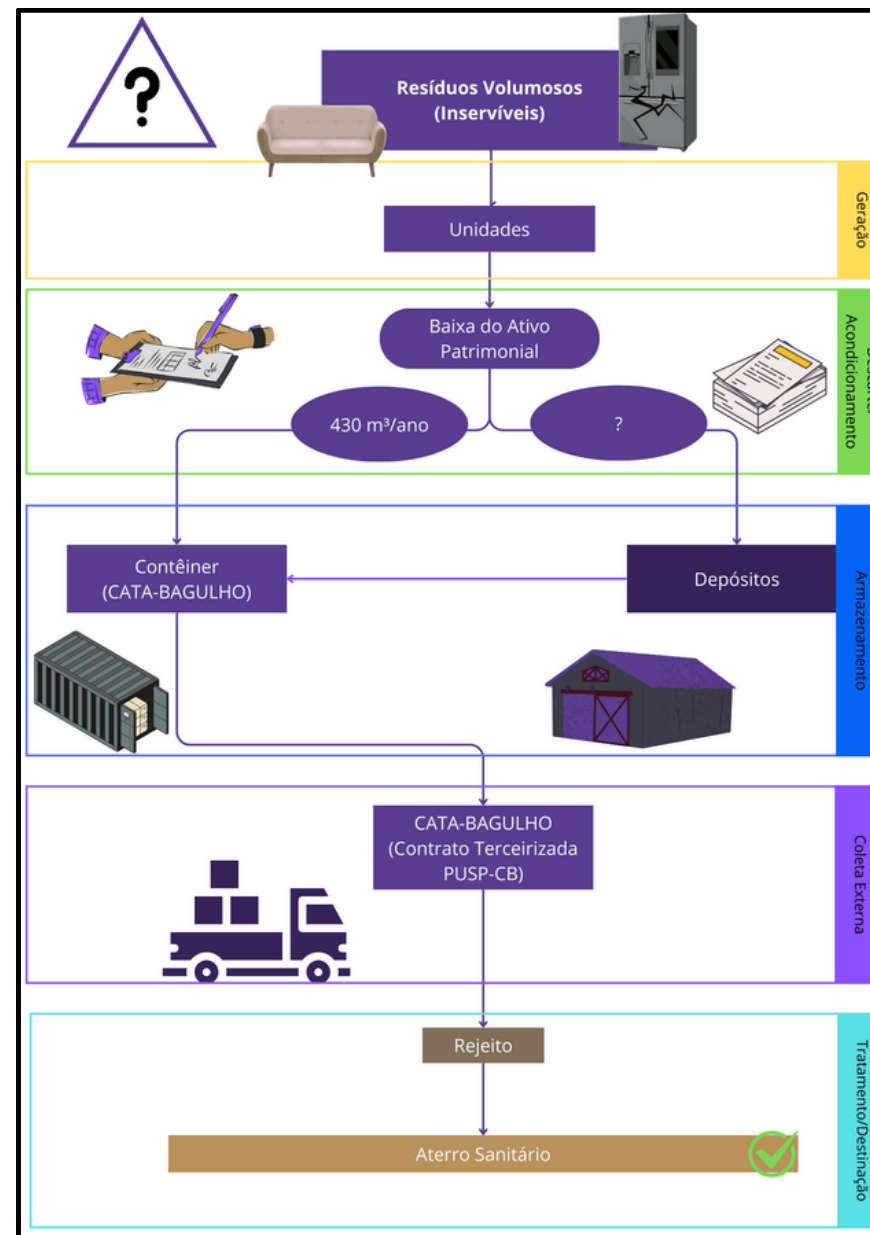 ?
Resíduos Volumosos
(Inservíveis)
Geração
Unidades
Acondicionamento
Baixa do Ativo
Patrimonial
430 m³/ano
?
Armazenamento
Contêiner
(CATA-BAGULHO)
Depósitos
Coleta Externa
CATA-BAGULHO
(Contrato Terceirizada
PUSP-CB)
Tratamento/Destinação
Rejeito
Aterro Sanitário